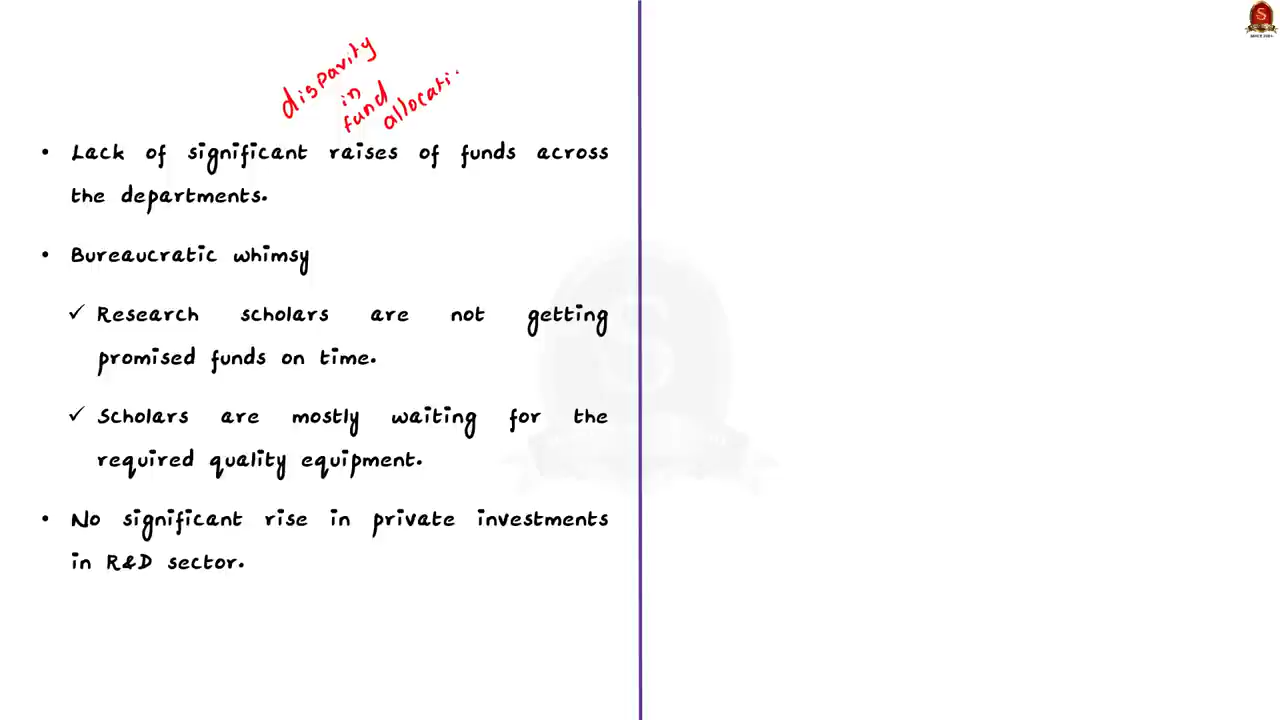 disparity
in
fund
allocati
• Lack of significant raises of funds across
the departments.
• Bureaucratic whimsy
✓ Research scholars are not getting
promised funds on time.
✓ Scholars are mostly waiting for the
required quality equipment.
• No significant rise in private investments
in R&D sector.
S